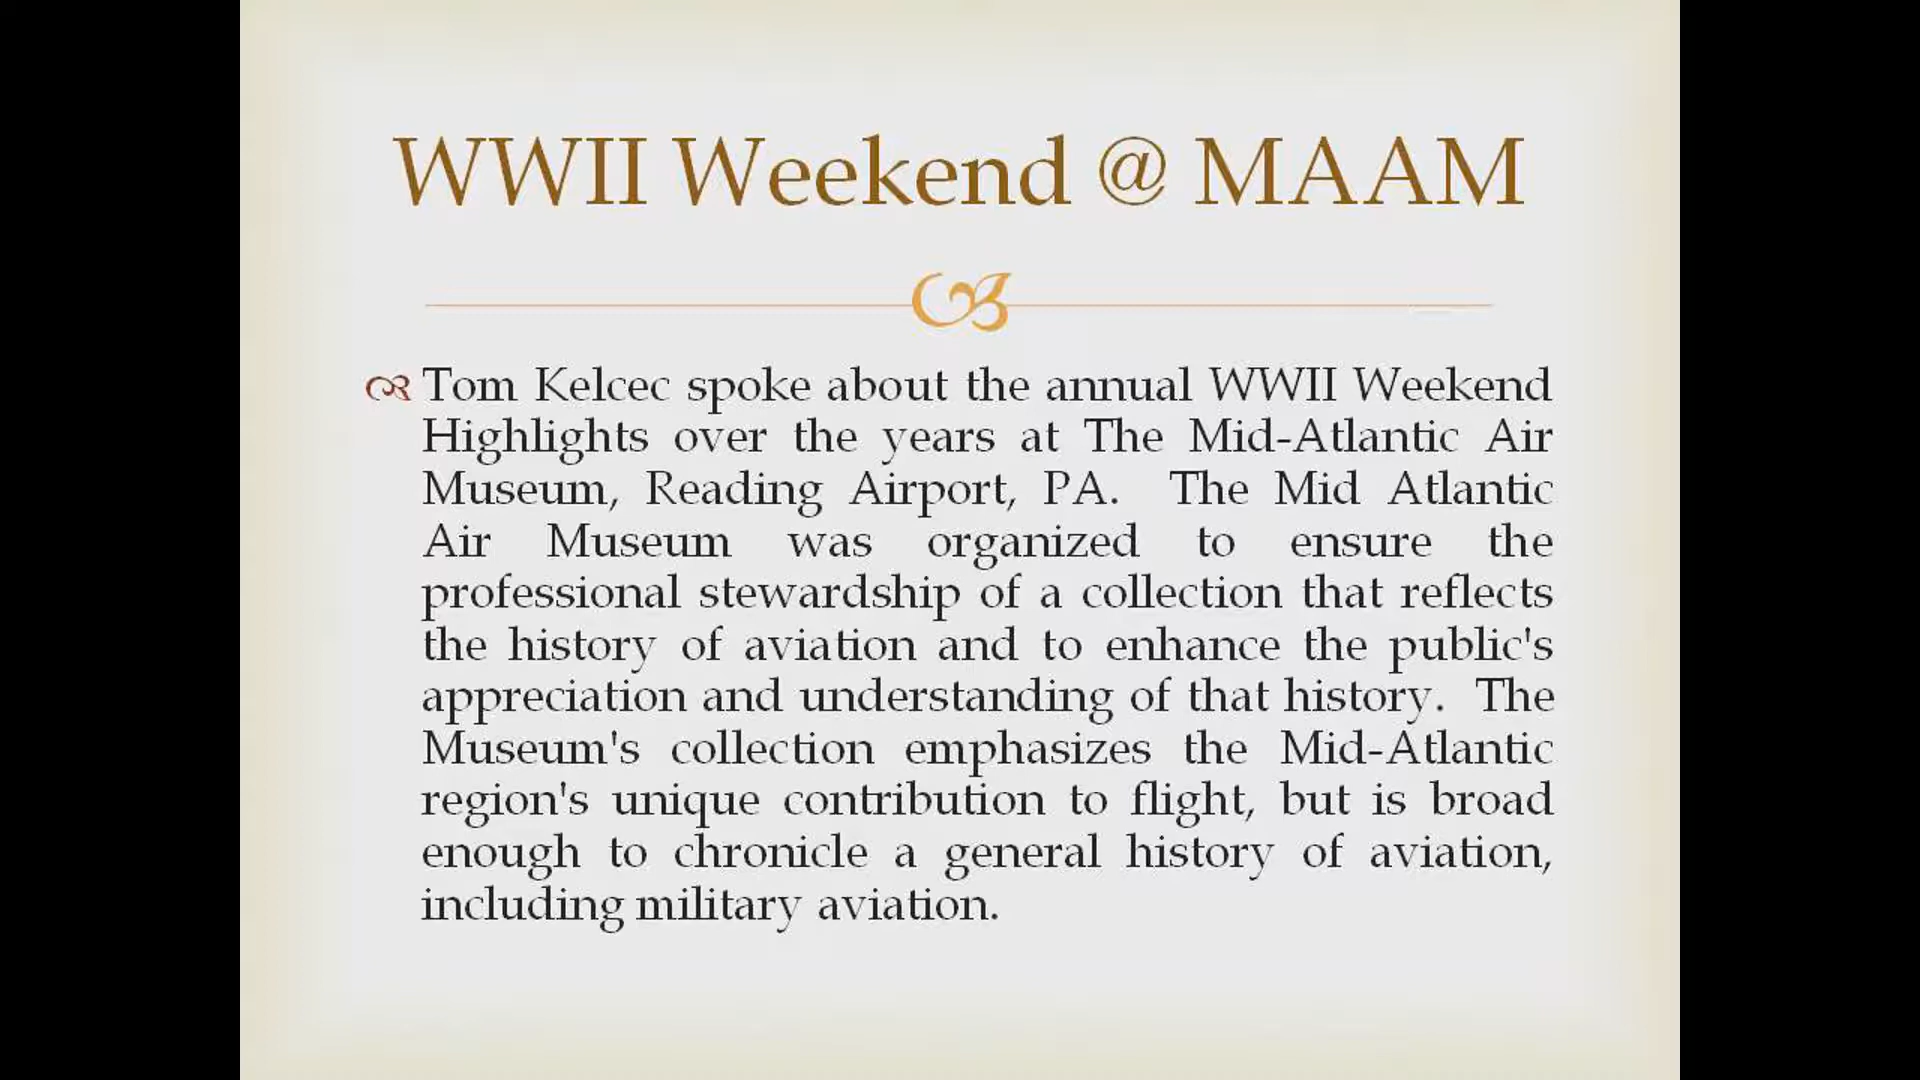 WWII Weekend @ MAAM
Tom Kelcec spoke about the annual WWII Weekend
Highlights over the years at The Mid-Atlantic Air
Museum, Reading Airport, PA. The Mid Atlantic
Air Museum was organized to ensure the
professional stewardship of a collection that reflects
the history of aviation and to enhance the public's
appreciation and understanding of that history. The
Museum's collection emphasizes the Mid-Atlantic
region's unique contribution to flight, but is broad
enough to chronicle a general history of aviation,
including military aviation.